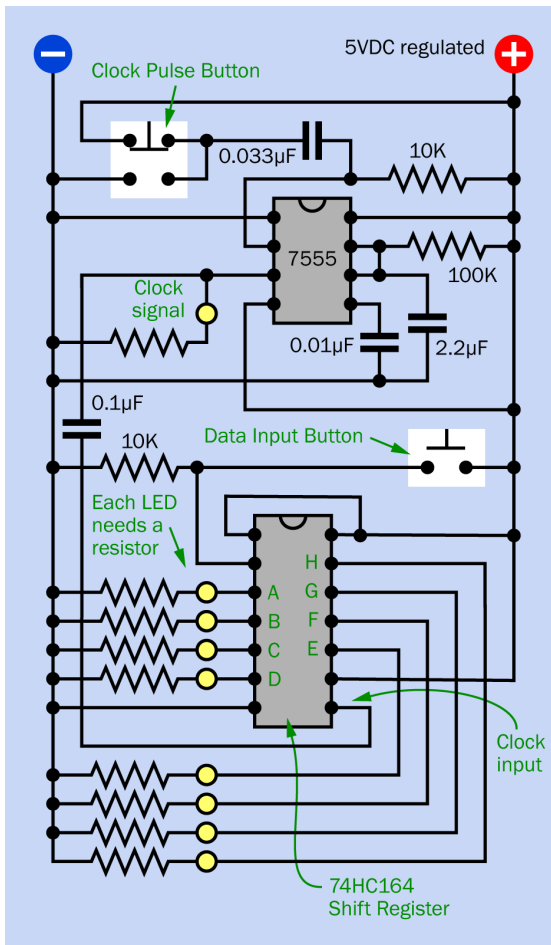 5VDC regulated
Clock Pulse Button
0.033µF
10K
7555
100K
Clock
signal
0.01µF
2.2µF
0.1µF
10K
Data Input Button
Each LED
needs a
resistor
H
A
G
B
F
C
E
D
Clock
input
74HC164
Shift Register